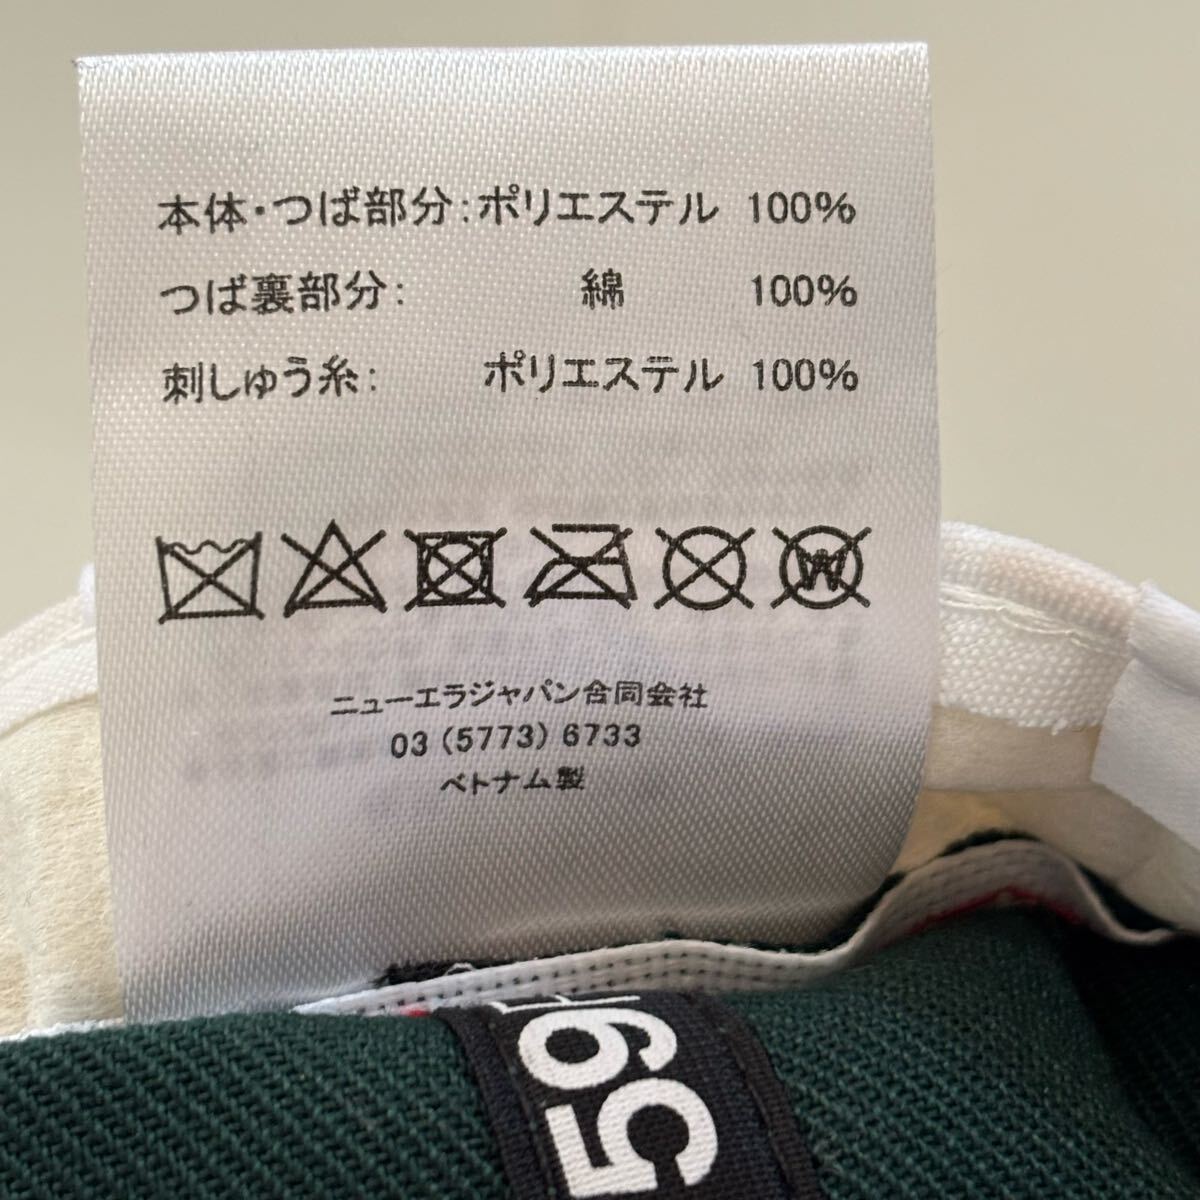 本体・つば部分：ポリエステル 100%
つば裏部分： 綿 100%
刺しゅう糸： ポリエステル 100%
ニューエラジャパン合同会社
03 (5773) 6733
ベトナム製
59